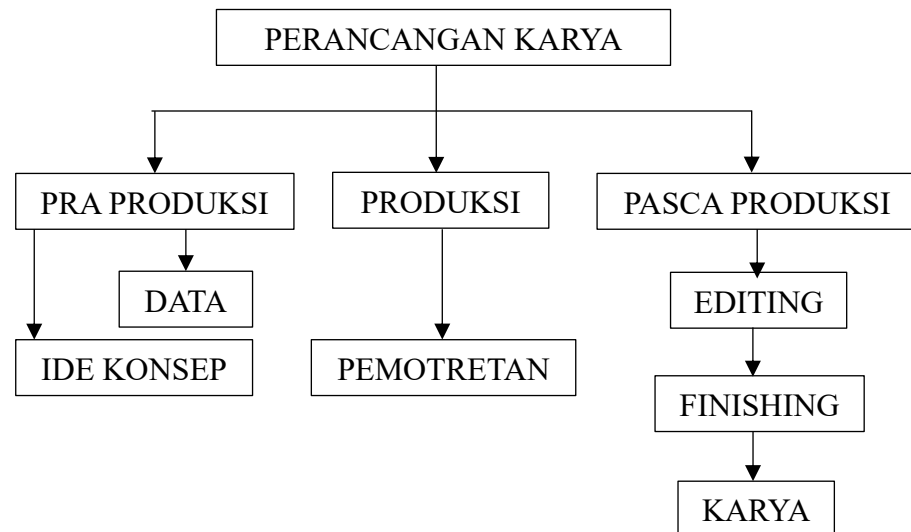 PERANCANGAN KARYA
PRA PRODUKSI
PRODUKSI
PASCA PRODUKSI
DATA
EDITING
IDE KONSEP
PEMOTRETAN
FINISHING
KARYA